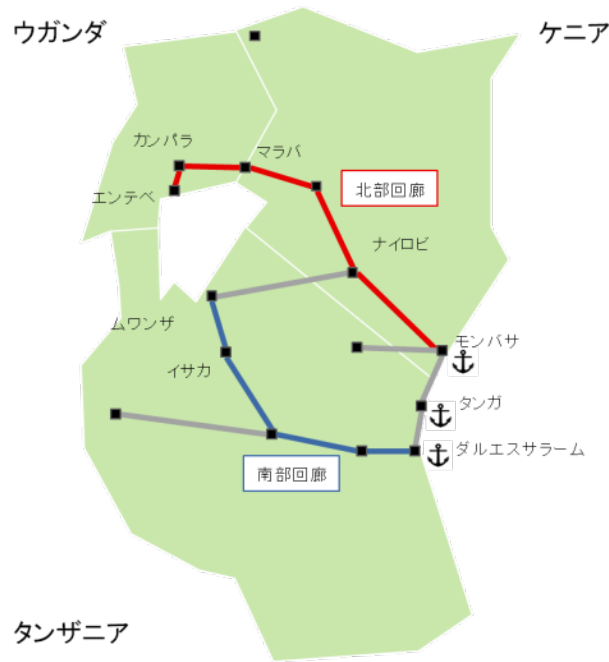 ウガンダ
ケニア
カンパラ
マラバ
エンテベ
北部回廊
ナイロビ
ムワンザ
モンバサ
イサカ
タンガ
ダルエスサラーム
南部回廊
タンザニア